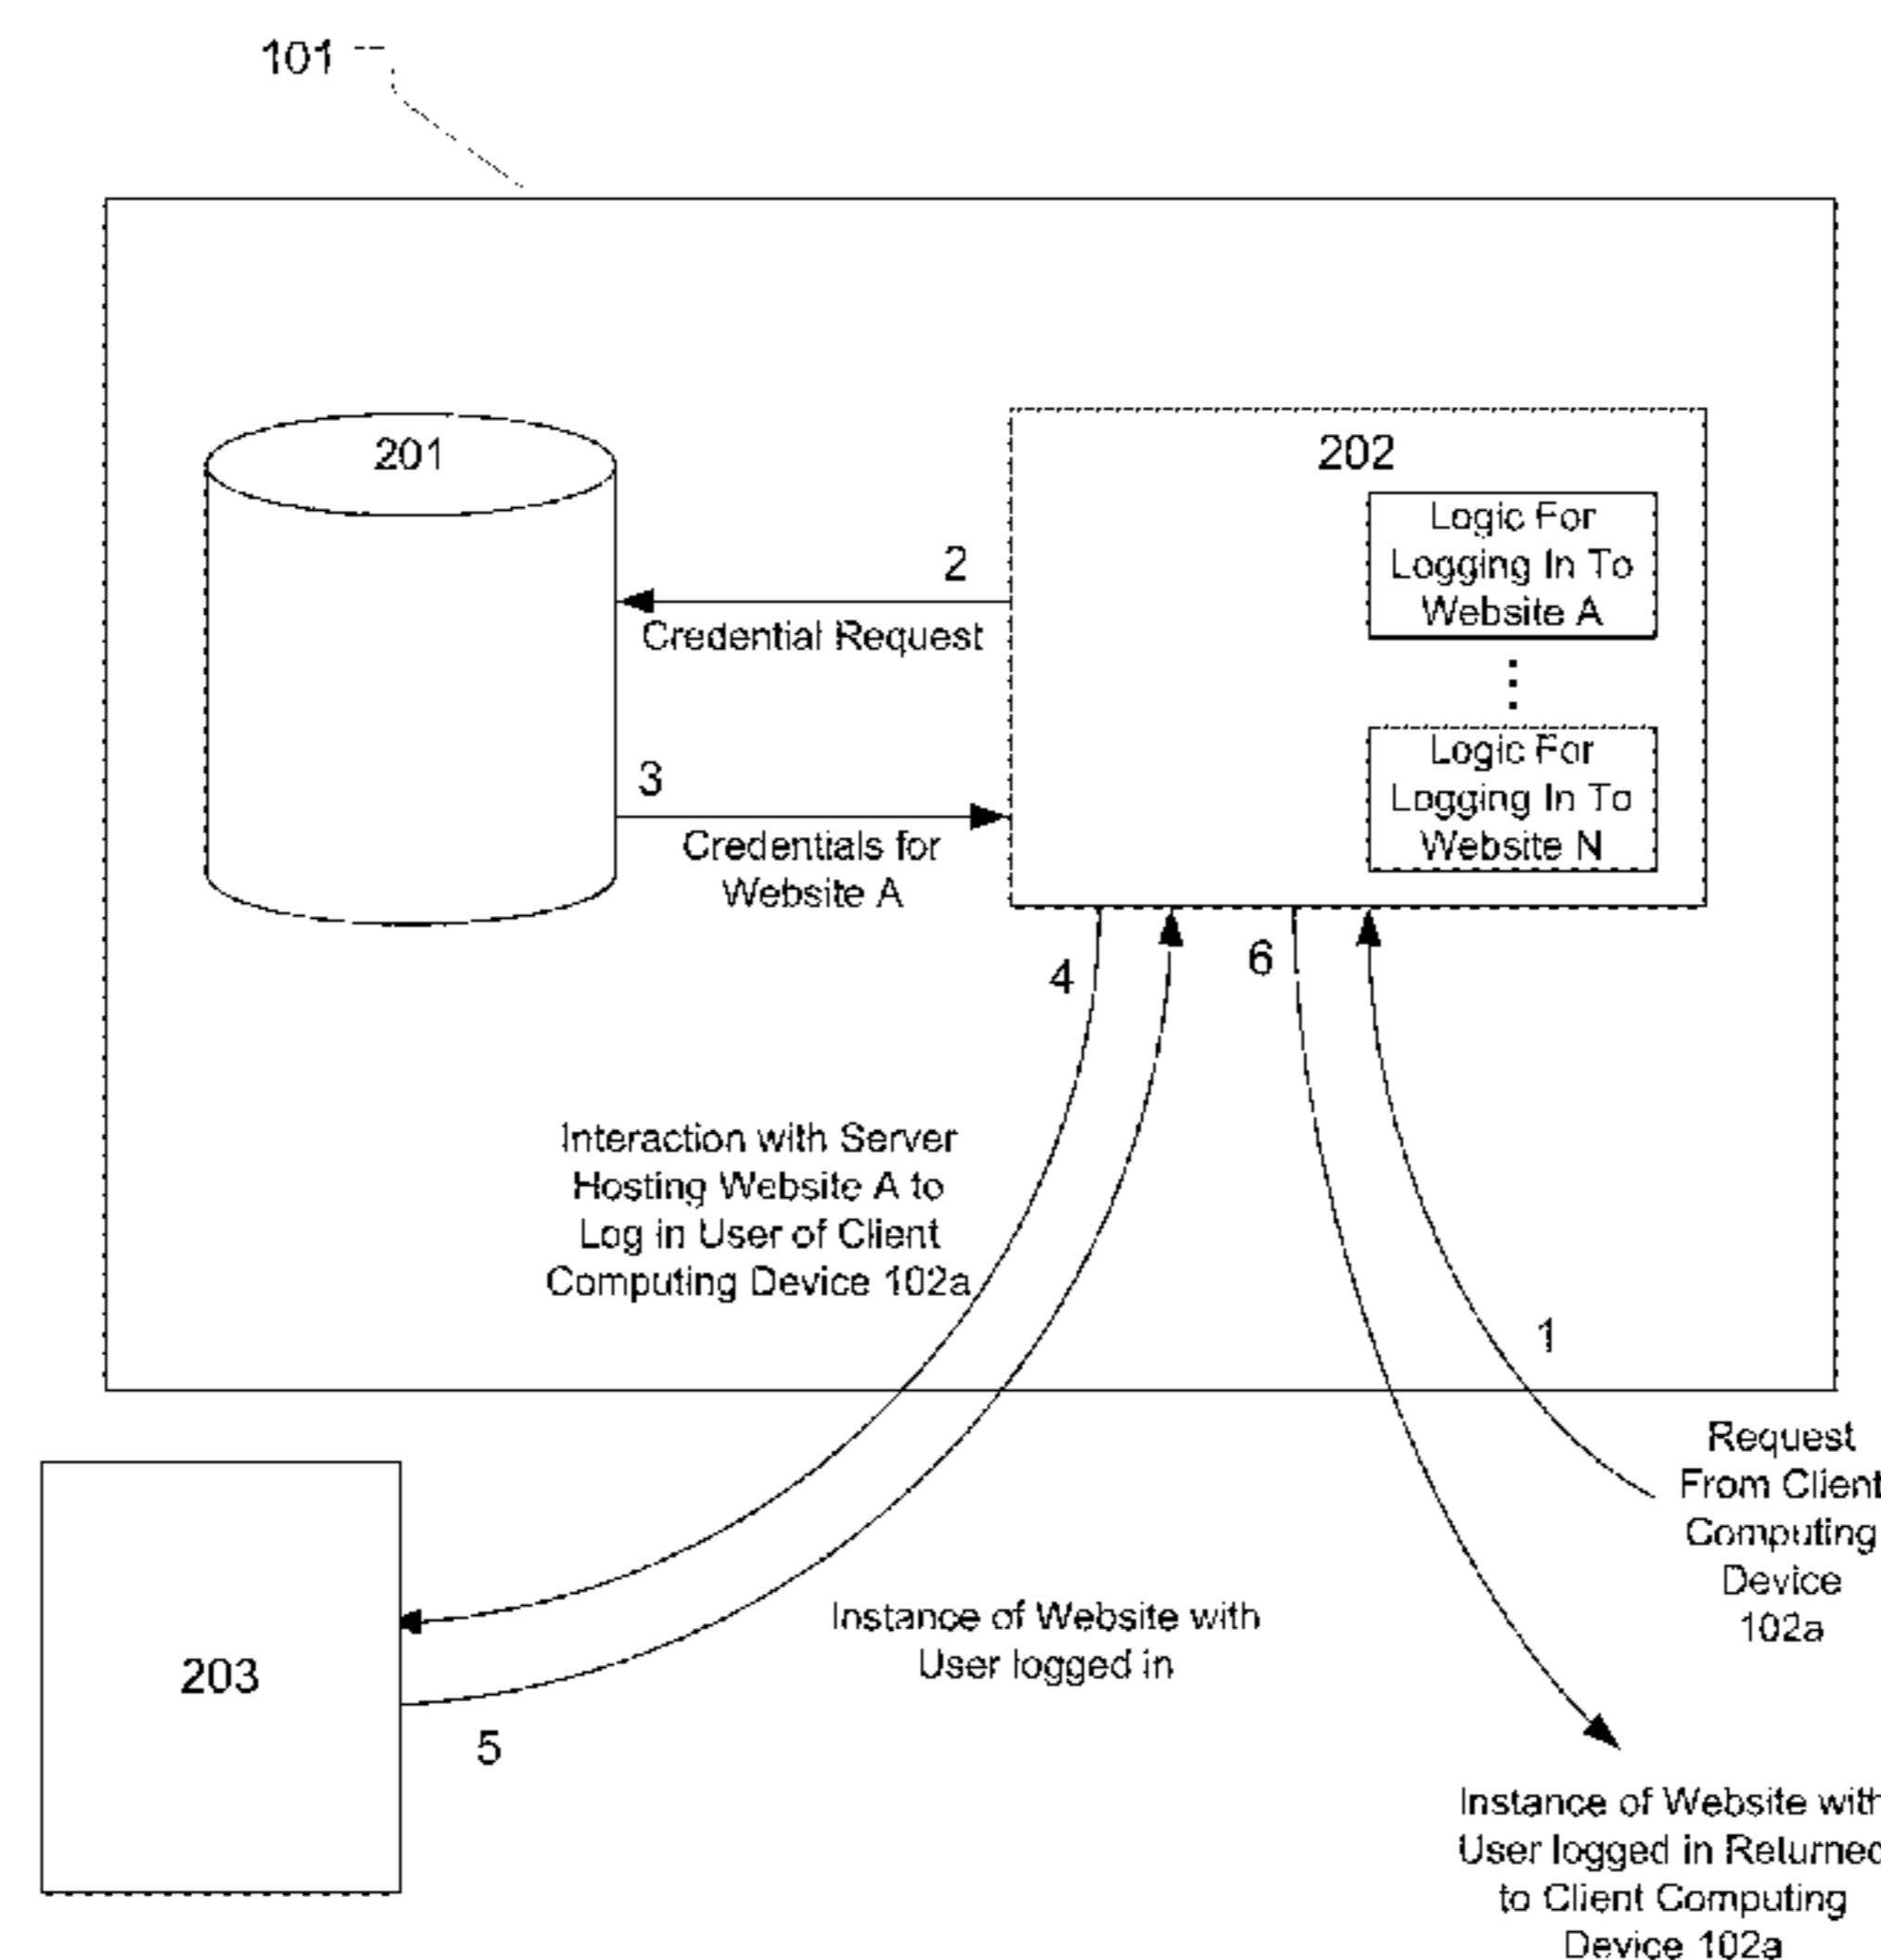 101
201
202
Logic For
Logging In To
Website A
Logic For
Logging In To
Website N
2
Credential Request
3
Credentials for
Website A
4
6
Interaction with Server
Hosting Website A to
Log in User of Client
Computing Device 102a
1
Request
From Client
Computing
Device
102a
203
Instance of Website with
User logged in
5
Instance of Website with
User logged in Returned
to Client Computing
Device 102a